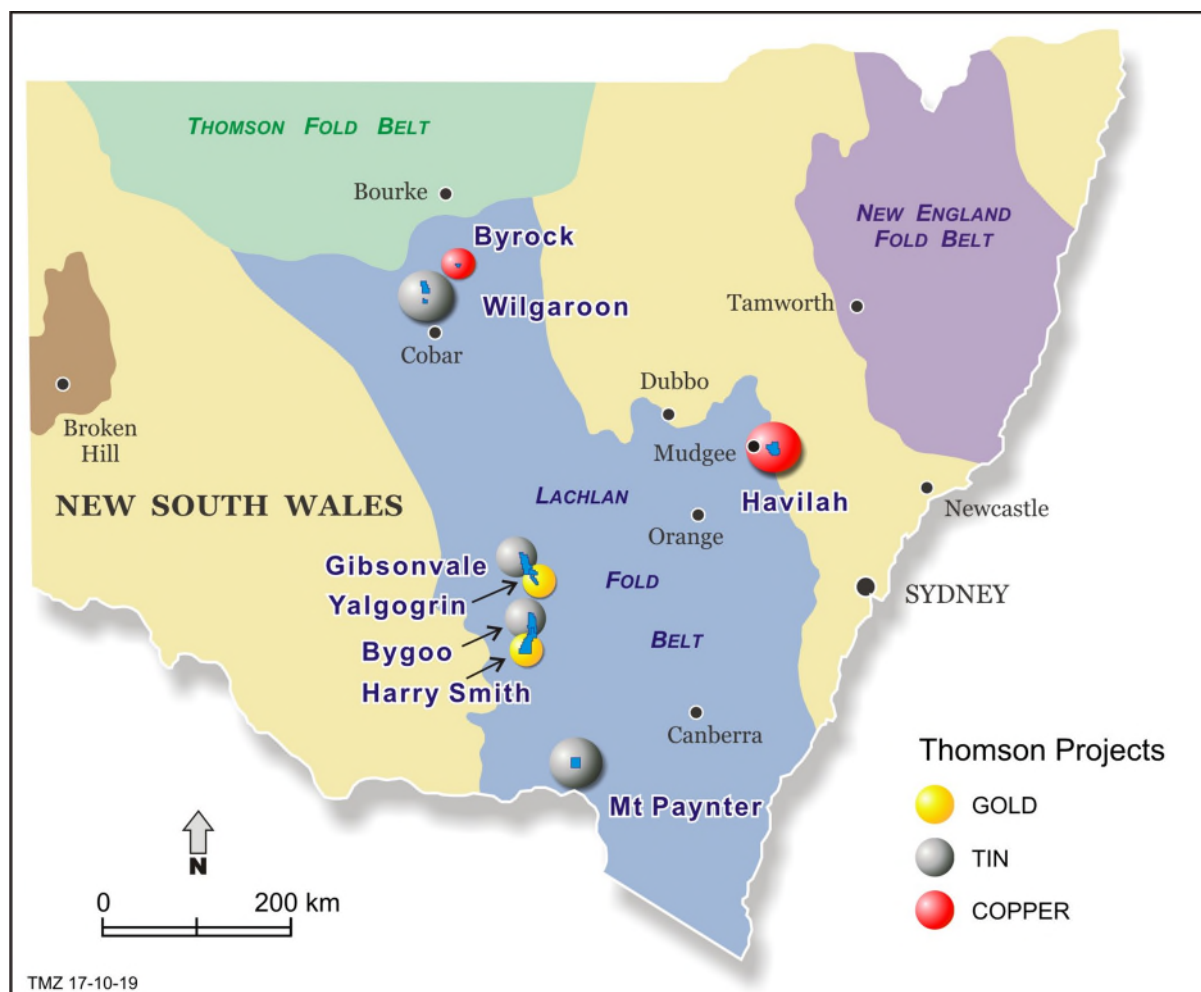 THOMSON FOLD BELT
Bourke
Byrock
Wilgaroon
Cobar
NEW ENGLAND
FOLD BELT
Tamworth
Broken
Hill
Dubbo
Mudgee
Havilah
Newcastle
NEW SOUTH WALES
LACHLAN
Orange
Gibsonvale
Yalgogrin
FOLD
SYDNEY
Bygoo
BELT
Harry Smith
Canberra
Mt Paynter
Thomson Projects
GOLD
TIN
COPPER
N
0 200 km
TMZ 17-10-19